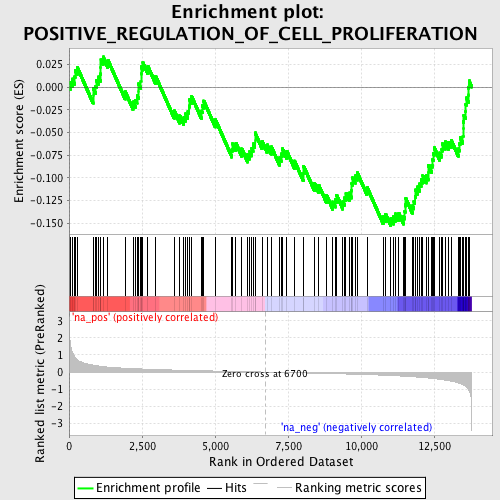 Enrichment plot:
POSITIVE_REGULATION_OF_CELL_PROLIFERATION
Enrichment score (ES)
0.025
0.000
-0.025
-0.050
-0.075
-0.100
-0.125
-0.150
'na_pos' (positively correlated)
Ranked list metric (PreRanked)
3
2
1
0
-1
-2
-3
Zero cross at 6700
'na_neg' (negatively correlated)
0
2,500
5,000
7,500
10,000
12,500
Rank in Ordered Dataset
Enrichment profile
Hits
Ranking metric scores